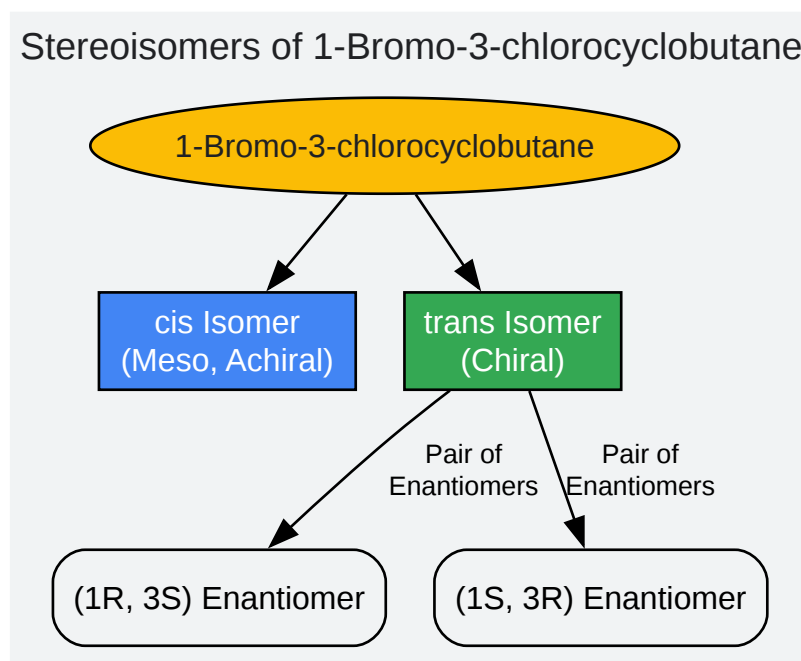 Stereoisomers of 1-Bromo-3-chlorocyclobutane
1-Bromo-3-chlorocyclobutane
cis Isomer
(Meso, Achiral)
trans Isomer
(Chiral)
Pair of
Enantiomers
Pair of
Enantiomers
(1R, 3S) Enantiomer
(1S, 3R) Enantiomer